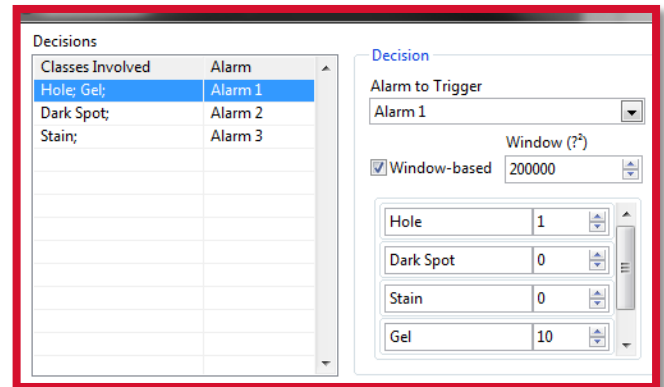 Decisions
Classes Involved Alarm
Hole; Gel; Alarm 1
Dark Spot; Alarm 2
Stain; Alarm 3
Decision
Alarm to Trigger
Alarm 1
Window (?²)
Window-based 200000
Hole 1
Dark Spot 0
Stain 0
Gel 10